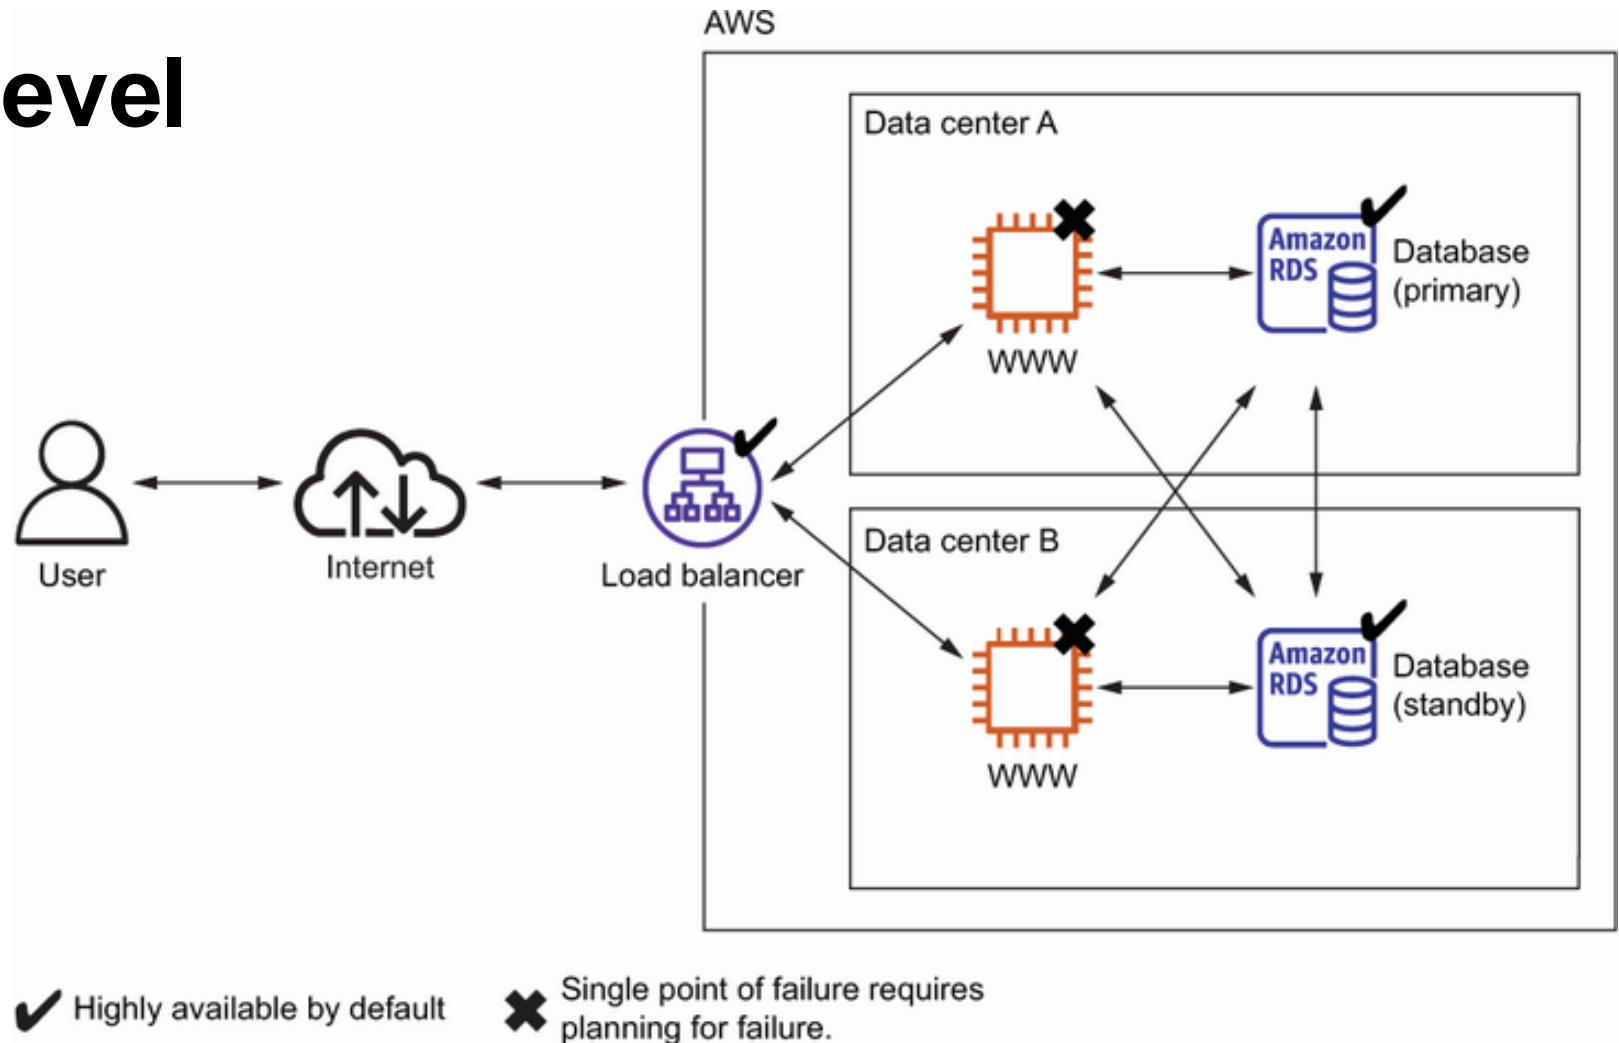 evel
AWS
Data center A
Amazon
RDS
Database
(primary)
WWW
User
Internet
Load balancer
Data center B
Amazon
RDS
Database
(standby)
WWW
Highly available by default
Single point of failure requires
planning for failure.